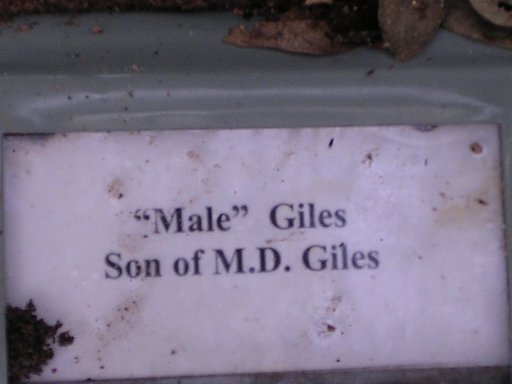 “Male” Giles
Son of M.D. Giles